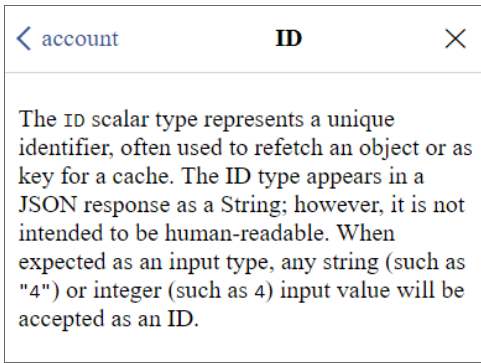 account ID
The ID scalar type represents a unique
identifier, often used to refetch an object or as
key for a cache. The ID type appears in a
JSON response as a String; however, it is not
intended to be human-readable. When
expected as an input type, any string (such as
"4") or integer (such as 4) input value will be
accepted as an ID.